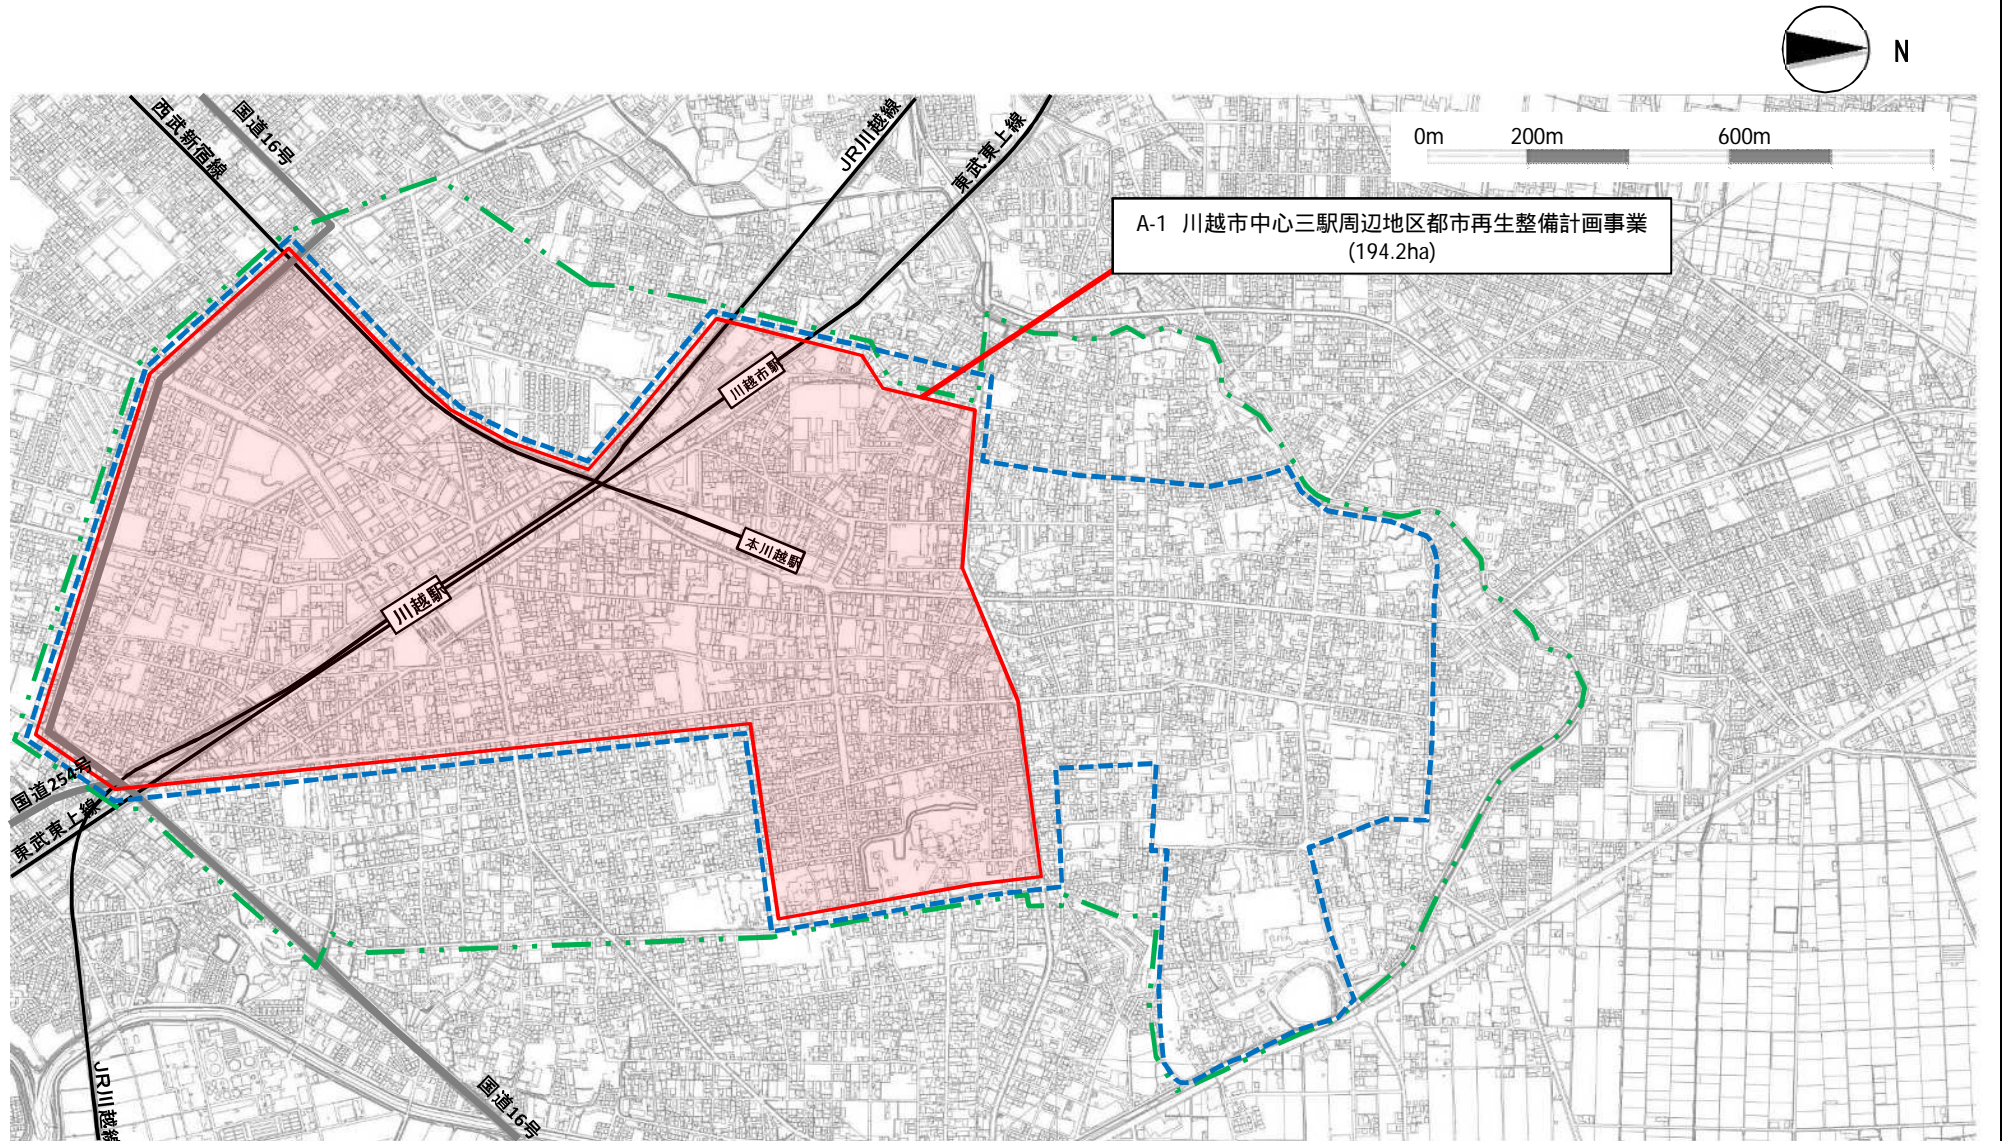 N
0m 200m 600m
西武新宿線
国道16号
JR川越線
東武東上線
A-1 川越市中心三駅周辺地区都市再生整備計画事業
(194.2ha)
川越市駅
本川越駅
川越駅
国道254号
東武東上線
JR川越線
国道16号